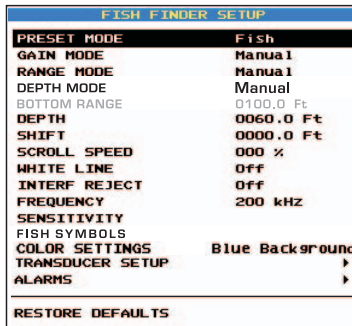 FISH FINDER SETUP
PRESET MODE Fish
GAIN MODE Manual
RANGE MODE Manual
DEPTH MODE Manual
BOTTOM RANGE 0100.0 Ft
DEPTH 0060.0 Ft
SHIFT 0000.0 Ft
SCROLL SPEED 000 %
WHITE LINE Off
INTERF REJECT Off
FREQUENCY 200 kHz
SENSITIVITY
FISH SYMBOLS
COLOR SETTINGS Blue Background
TRANSDUCER SETUP
ALARMS
RESTORE DEFAULTS